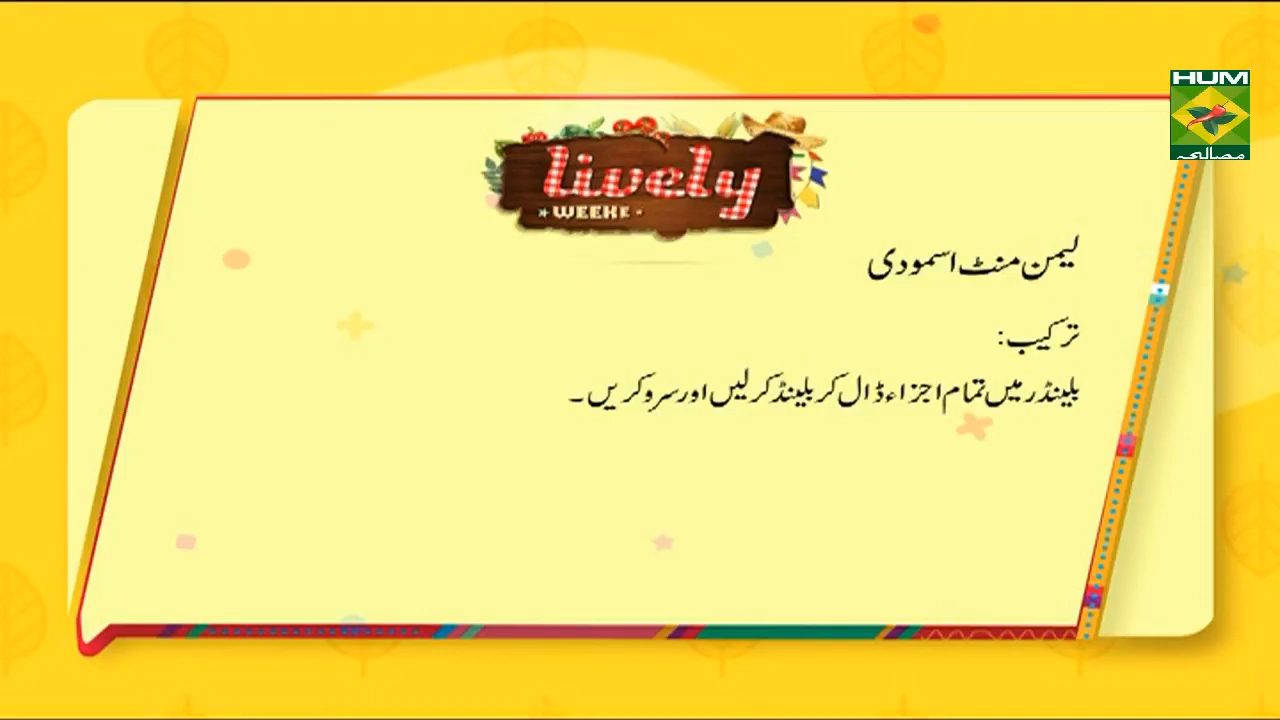 HUM
مصالحہ
lively
WEEKE
لیمن منٹ اسمودی
ترکیب:
بلینڈر میں تمام اجزاء ڈال کر بلینڈ کر لیں اور سرو کریں ۔